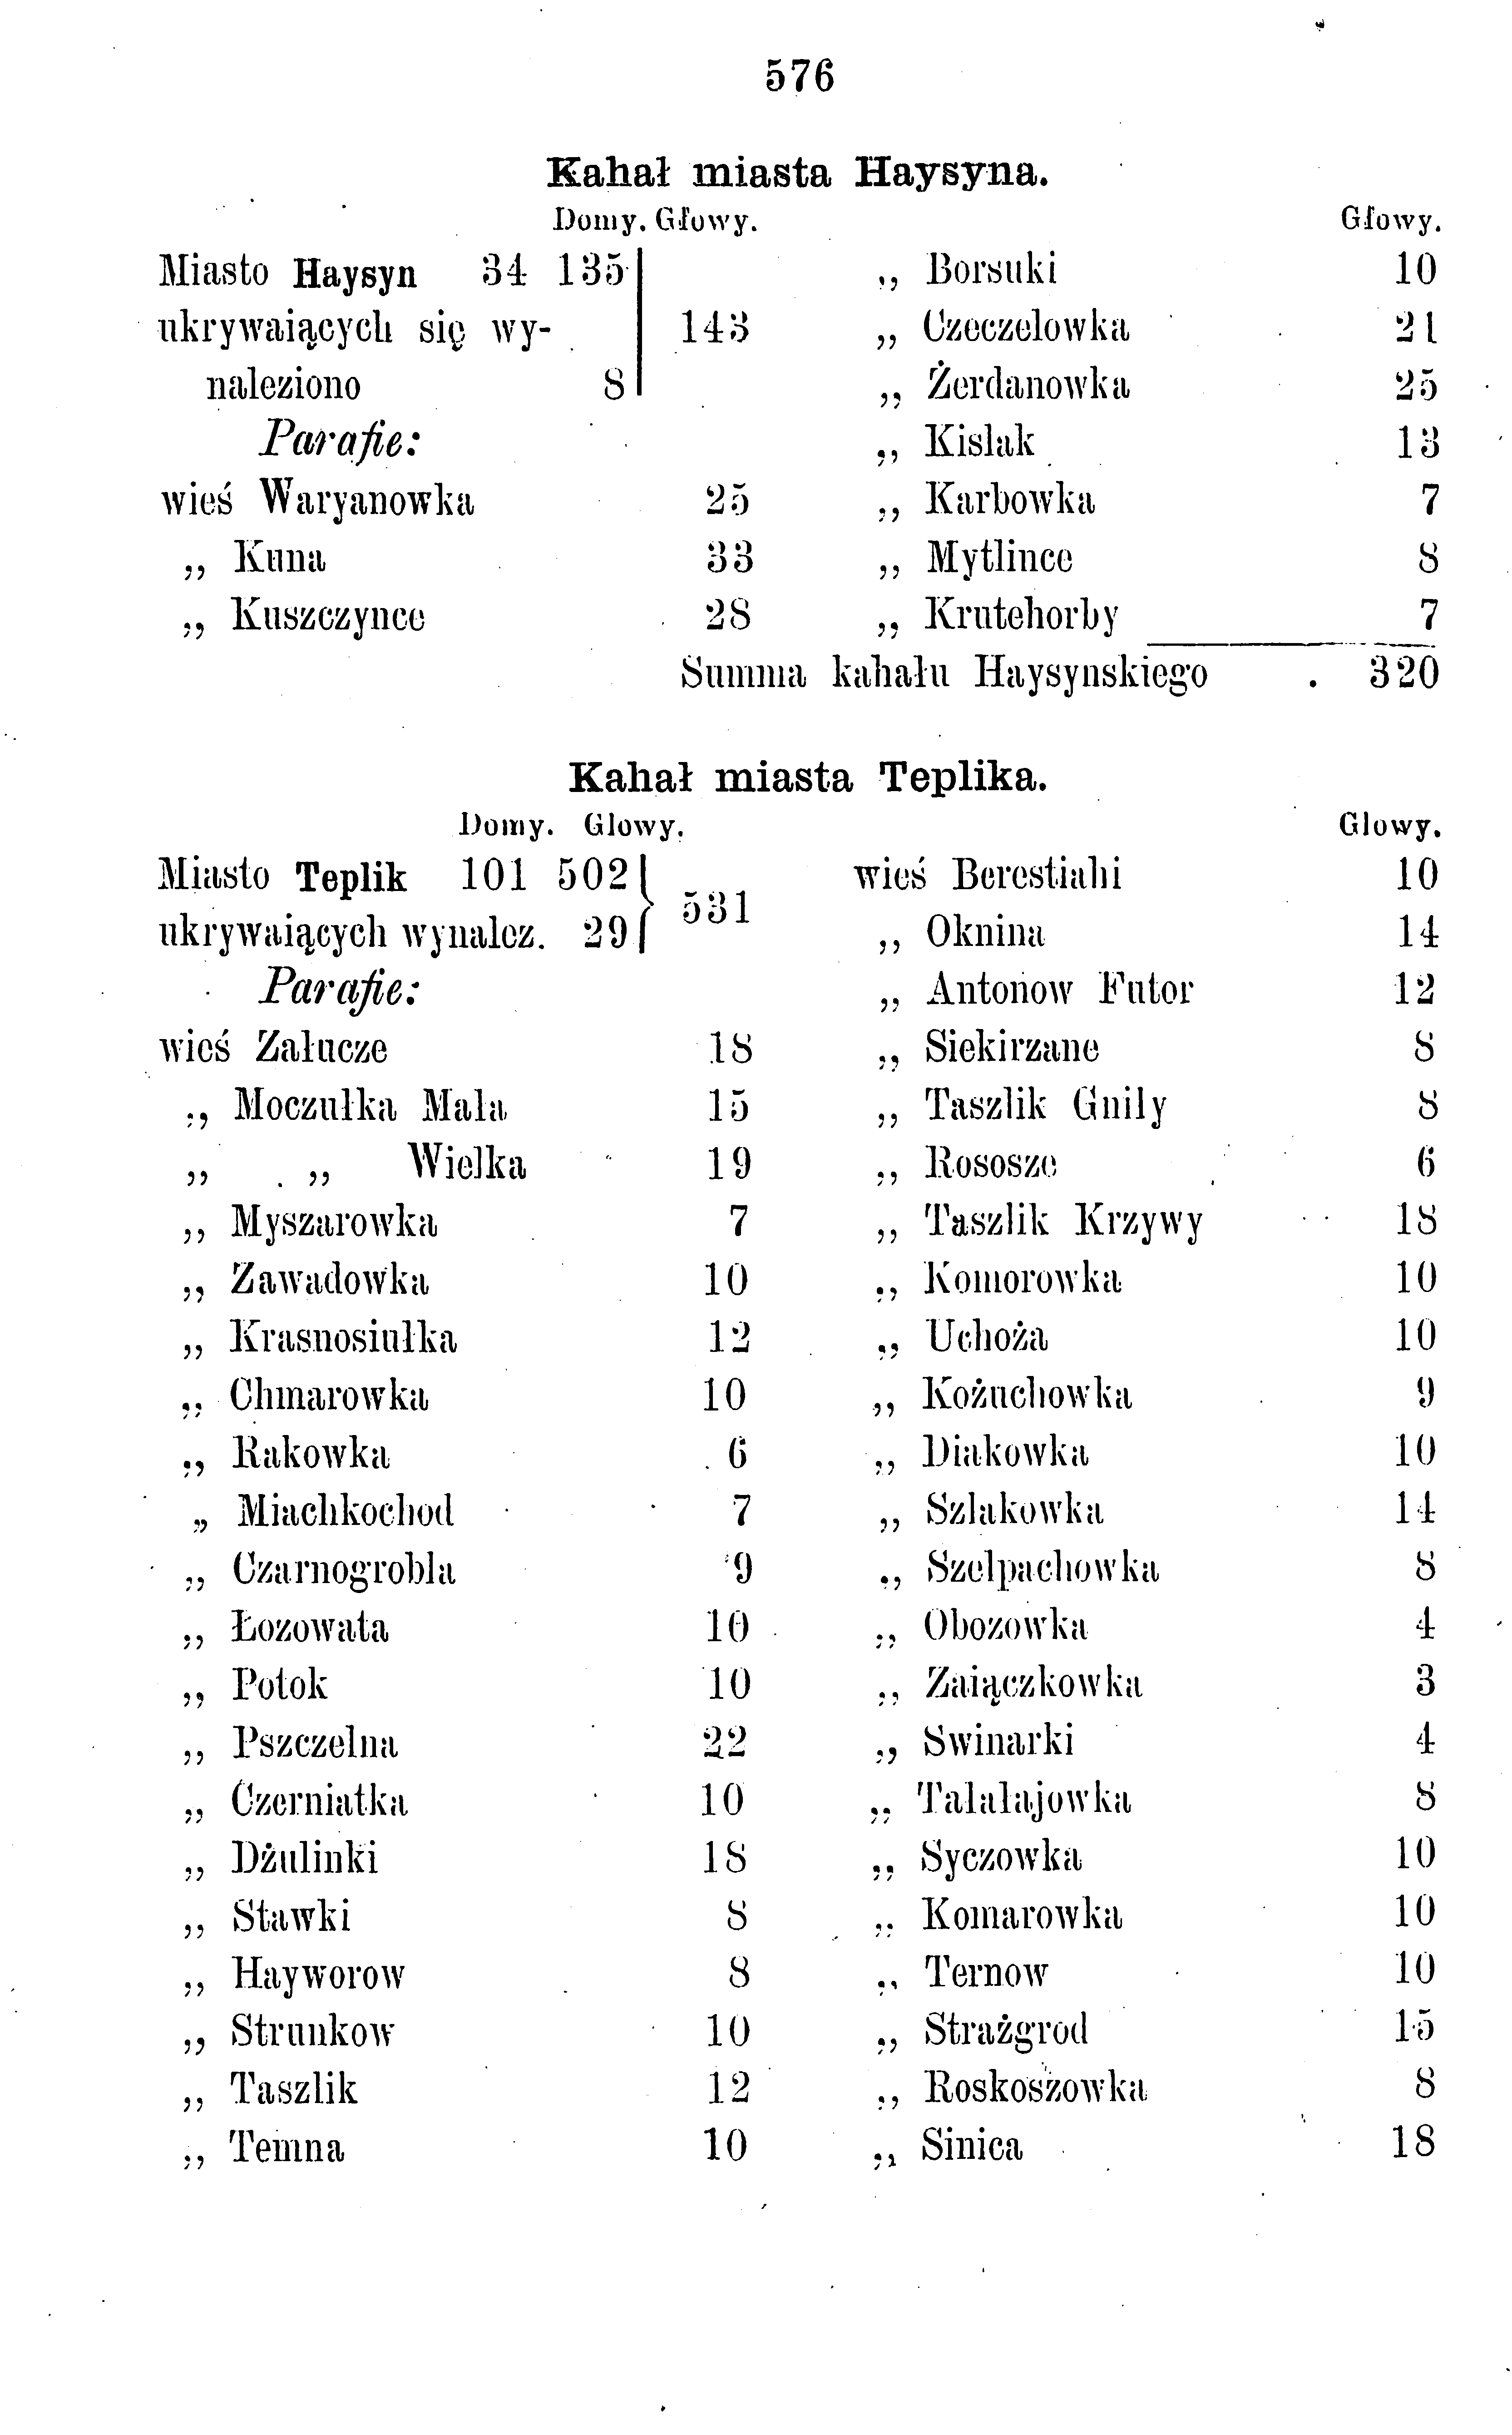 576
Kahał miasta Haysyna.
Domy. Głowy.
Miasto Haysyn 34 135
ukrywaiących się wy-
143
naleziono 8
Parafie:
wieś Waryanowka 25
„ Kuna 33
„ Kuszczynce 28
Głowy.
„ Borsuki 10
„ Czeczelowka 21
„ Żerdanowka 25
„ Kislak 13
„ Karbowka 7
„ Mytlince 8
„ Krutehorby 7
Summa kahału Haysynskiego . 320
Kahał miasta Teplika.
Domy. Glowy.
Miasto Teplik 101 502
531
ukrywaiących wynalez. 29
Parafie:
wieś Załucze 18
„ Moczułka Mala 15
„ „ Wielka 19
„ Myszarowka 7
„ Zawadowka 10
„ Krasnosiułka 12
„ Chmarowka 10
„ Rakowka 6
„ Miachkochod 7
„ Czarnogrobla 9
„ Łozowata 10
„ Potok 10
„ Pszczelna 22
„ Czerniatka 10
„ Dżulinki 18
„ Stawki 8
„ Hayworow 8
„ Strunkow 10
„ Taszlik 12
„ Temna 10
Glowy.
wieś Berestiahi 10
„ Oknina 14
„ Antonow Futor 12
„ Siekirzane 8
„ Taszlik Gnily 8
„ Rososze 6
„ Taszlik Krzywy 18
„ Komorowka 10
„ Uchoża 10
„ Kożuchowka 9
„ Diakowka 10
„ Szlakowka 14
„ Szelpachowka 8
„ Obozowka 4
„ Zaiączkowka 3
„ Swinarki 4
„ Talalajowka 8
„ Syczowka 10
„ Komarowka 10
„ Ternow 10
„ Strażgrod 15
„ Roskoszowka 8
„ Sinica 18